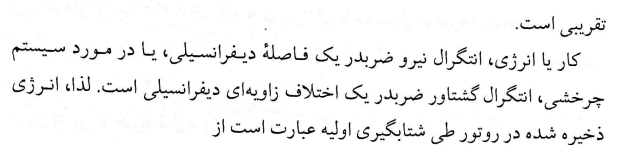 تقریبی است.
کار یا انرژی، انتگرال نیرو ضربدر یک فاصلهٔ دیفرانسیلی، یا در مورد سیستم
چرخشی، انتگرال گشتاور ضربدر یک اختلاف زاویه‌ای دیفرانسیلی است. لذا، انرژی
ذخیره شده در روتور طی شتابگیری اولیه عبارت است از